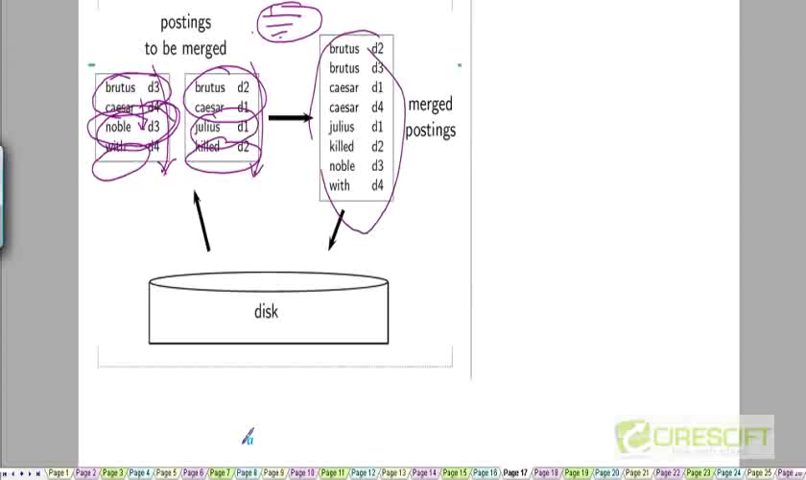 postings
to be merged
brutus d3
caesar d4
noble d3
with d4
brutus d2
caesar d1
julius d1
killed d2
brutus d2
brutus d3
caesar d1
caesar d4
julius d1
killed d2
noble d3
with d4
merged
postings
disk
Page 1 Page 2 Page 3 Page 4 Page 5 Page 6 Page 7 Page 8 Page 9 Page 10 Page 11 Page 12 Page 13 Page 14 Page 15 Page 16 Page 17 Page 18 Page 19 Page 20 Page 21 Page 22 Page 23 Page 24 Page 25 Page